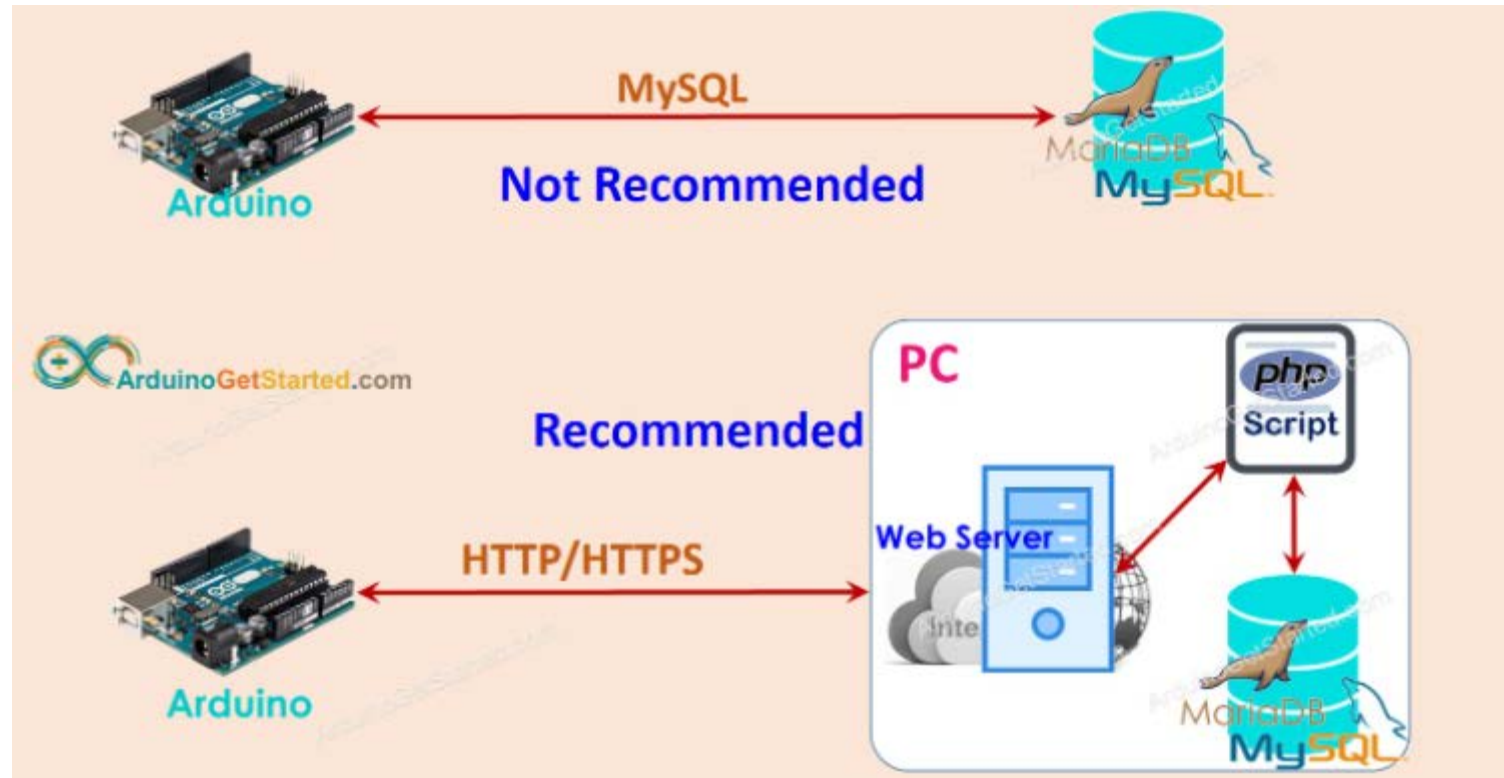 MySQL
Not Recommended
Arduino
MariaDB
MySQL
ArduinoGetStarted.com
Recommended
PC
php
Script
Web Server
HTTP/HTTPS
Inte
Arduino
MariaDB
MySQL